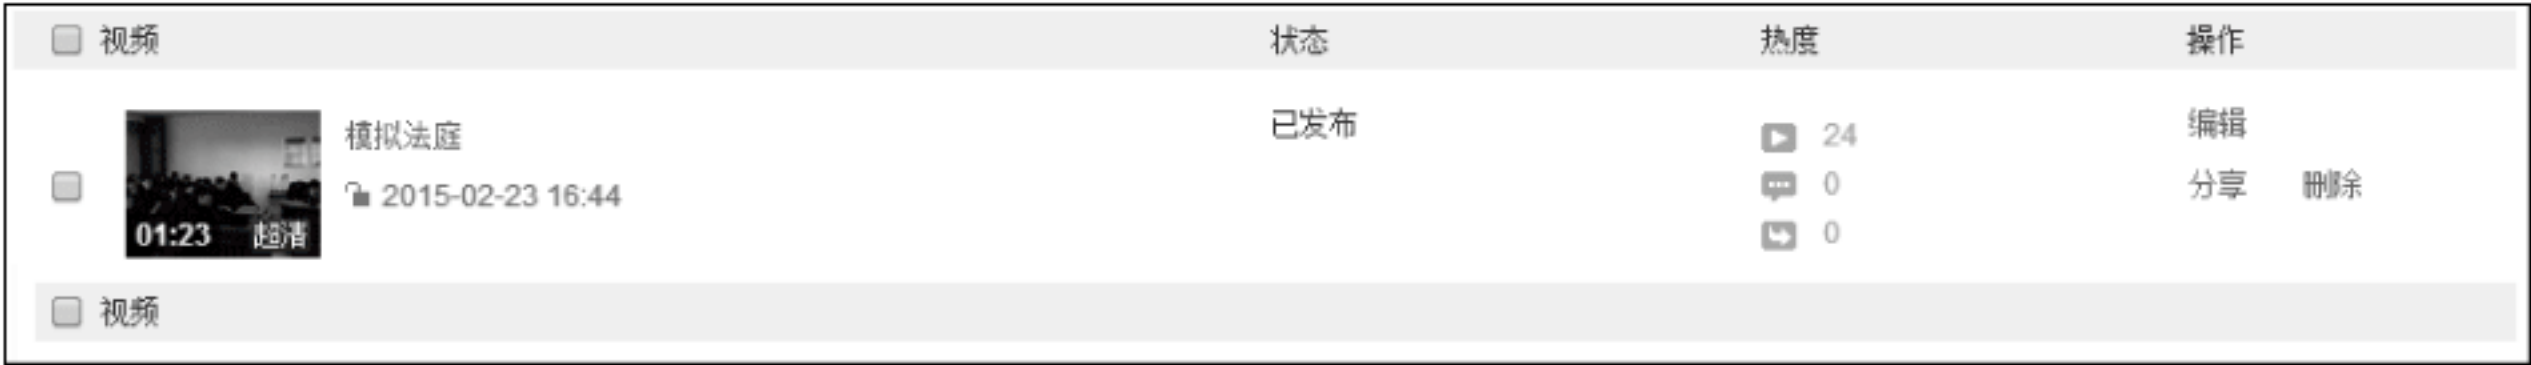 视频 状态 热度 操作
模拟法庭 已发布 24 编辑
2015-02-23 16:44 0 分享 删除
01:23 超清 0
视频